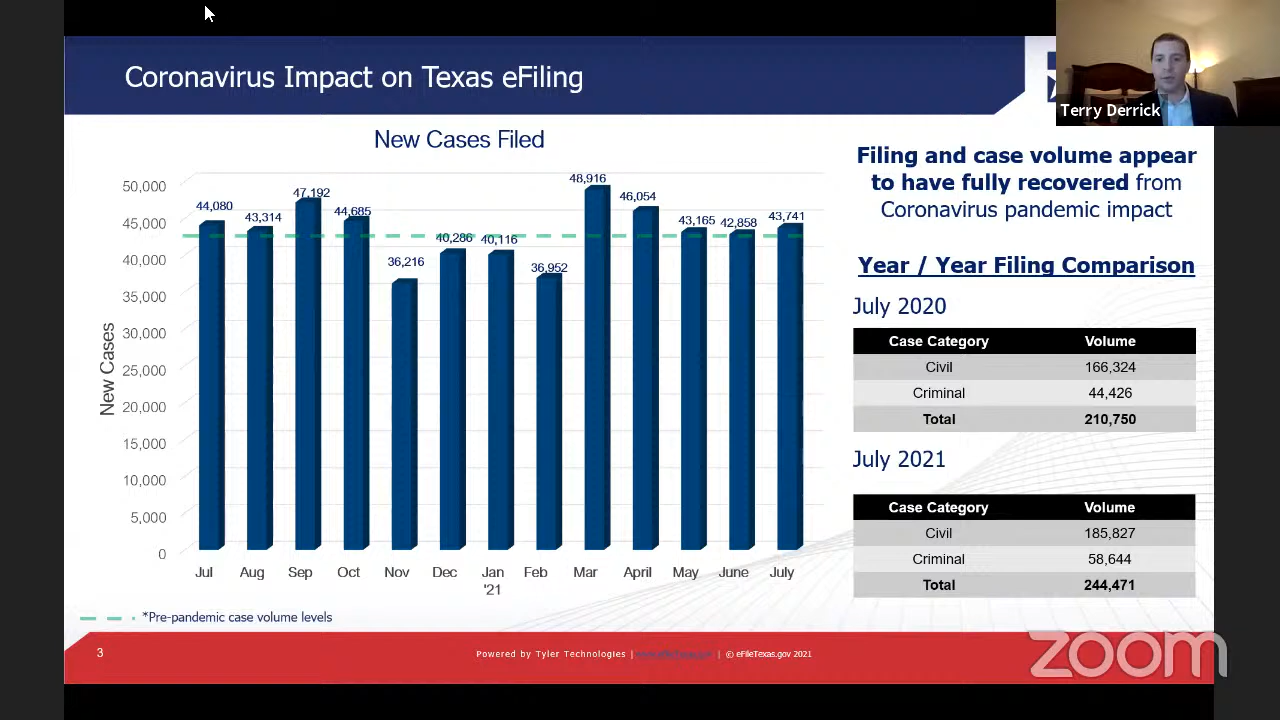 Coronavirus Impact on Texas eFiling
Terry Derrick
New Cases Filed
New Cases
50,000
45,000
40,000
35,000
30,000
25,000
20,000
15,000
10,000
5,000
0
44,080
43,314
47,192
44,685
36,216
40,286
40,116
36,952
48,916
46,054
43,165
42,858
43,741
Jul Aug Sep Oct Nov Dec Jan Feb Mar April May June July
'21
*Pre-pandemic case volume levels
Filing and case volume appear
to have fully recovered from
Coronavirus pandemic impact
Year / Year Filing Comparison
July 2020
Case Category Volume
Civil 166,324
Criminal 44,426
Total 210,750
July 2021
Case Category Volume
Civil 185,827
Criminal 58,644
Total 244,471
3
Powered by Tyler Technologies | | © eFileTexas.gov 2021
zoom